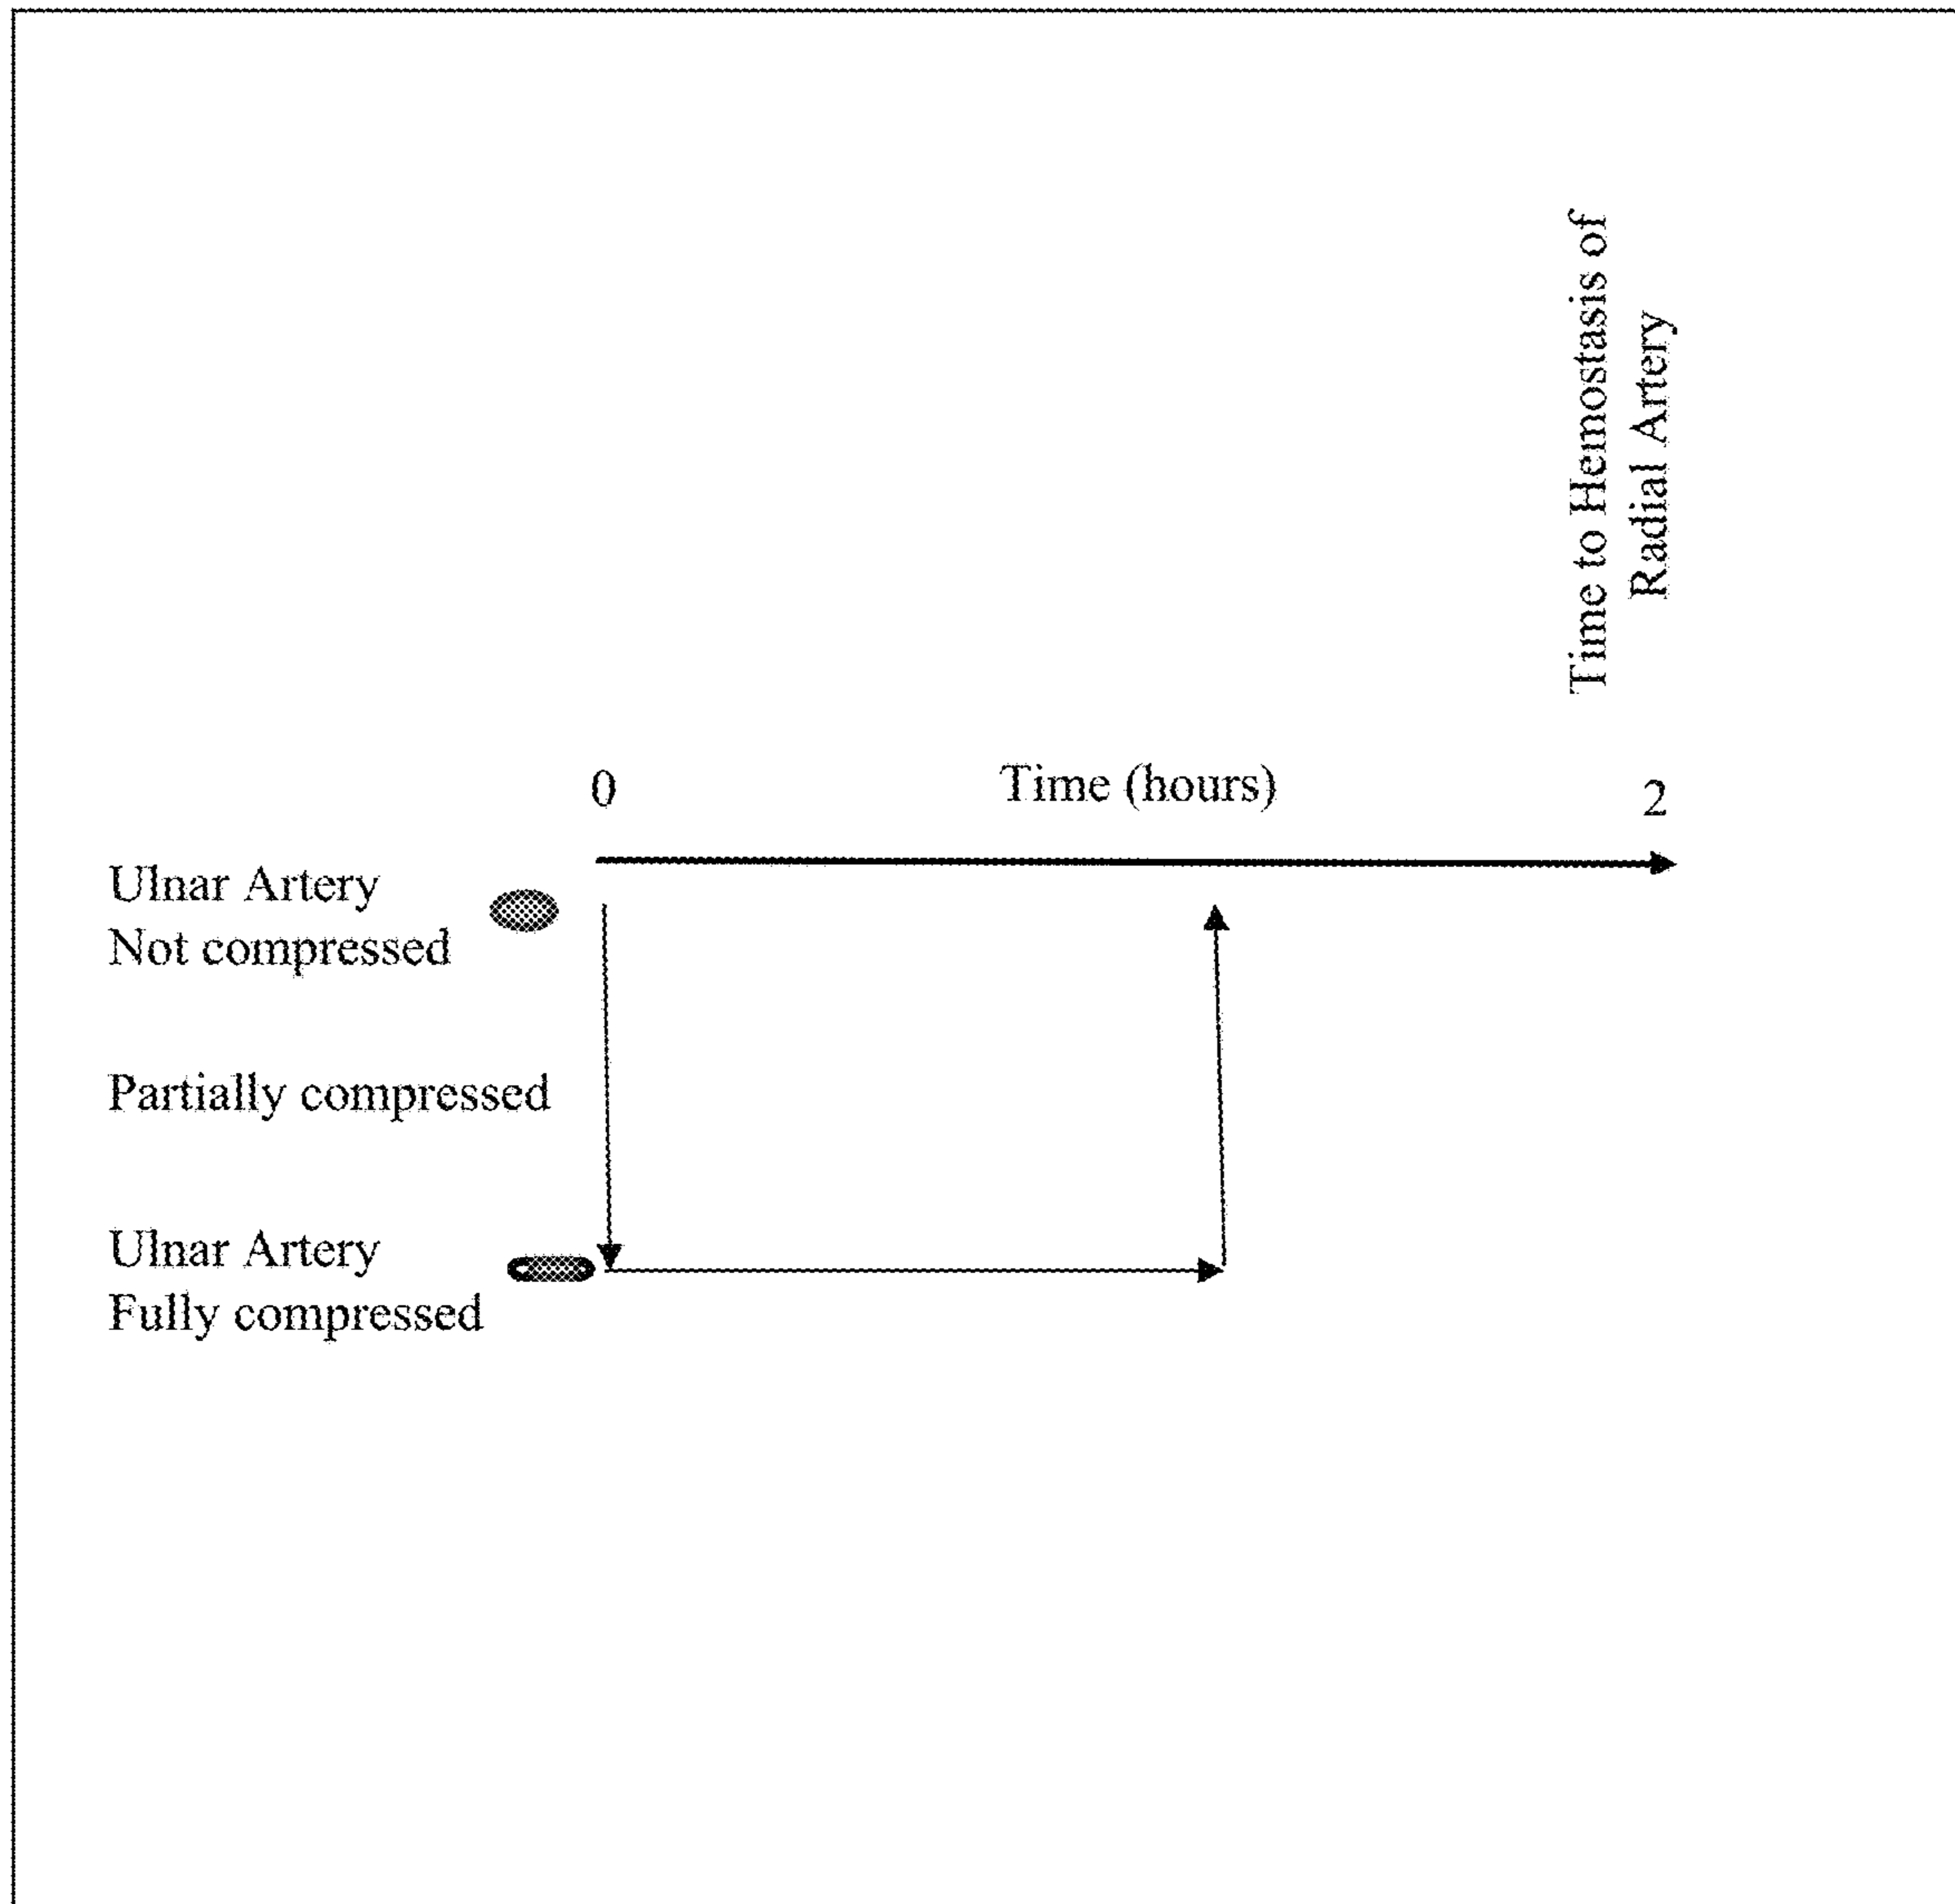 Time to Hemostasis of
Radial Artery
0
Time (hours)
2
Ulnar Artery
Not compressed
Partially compressed
Ulnar Artery
Fully compressed